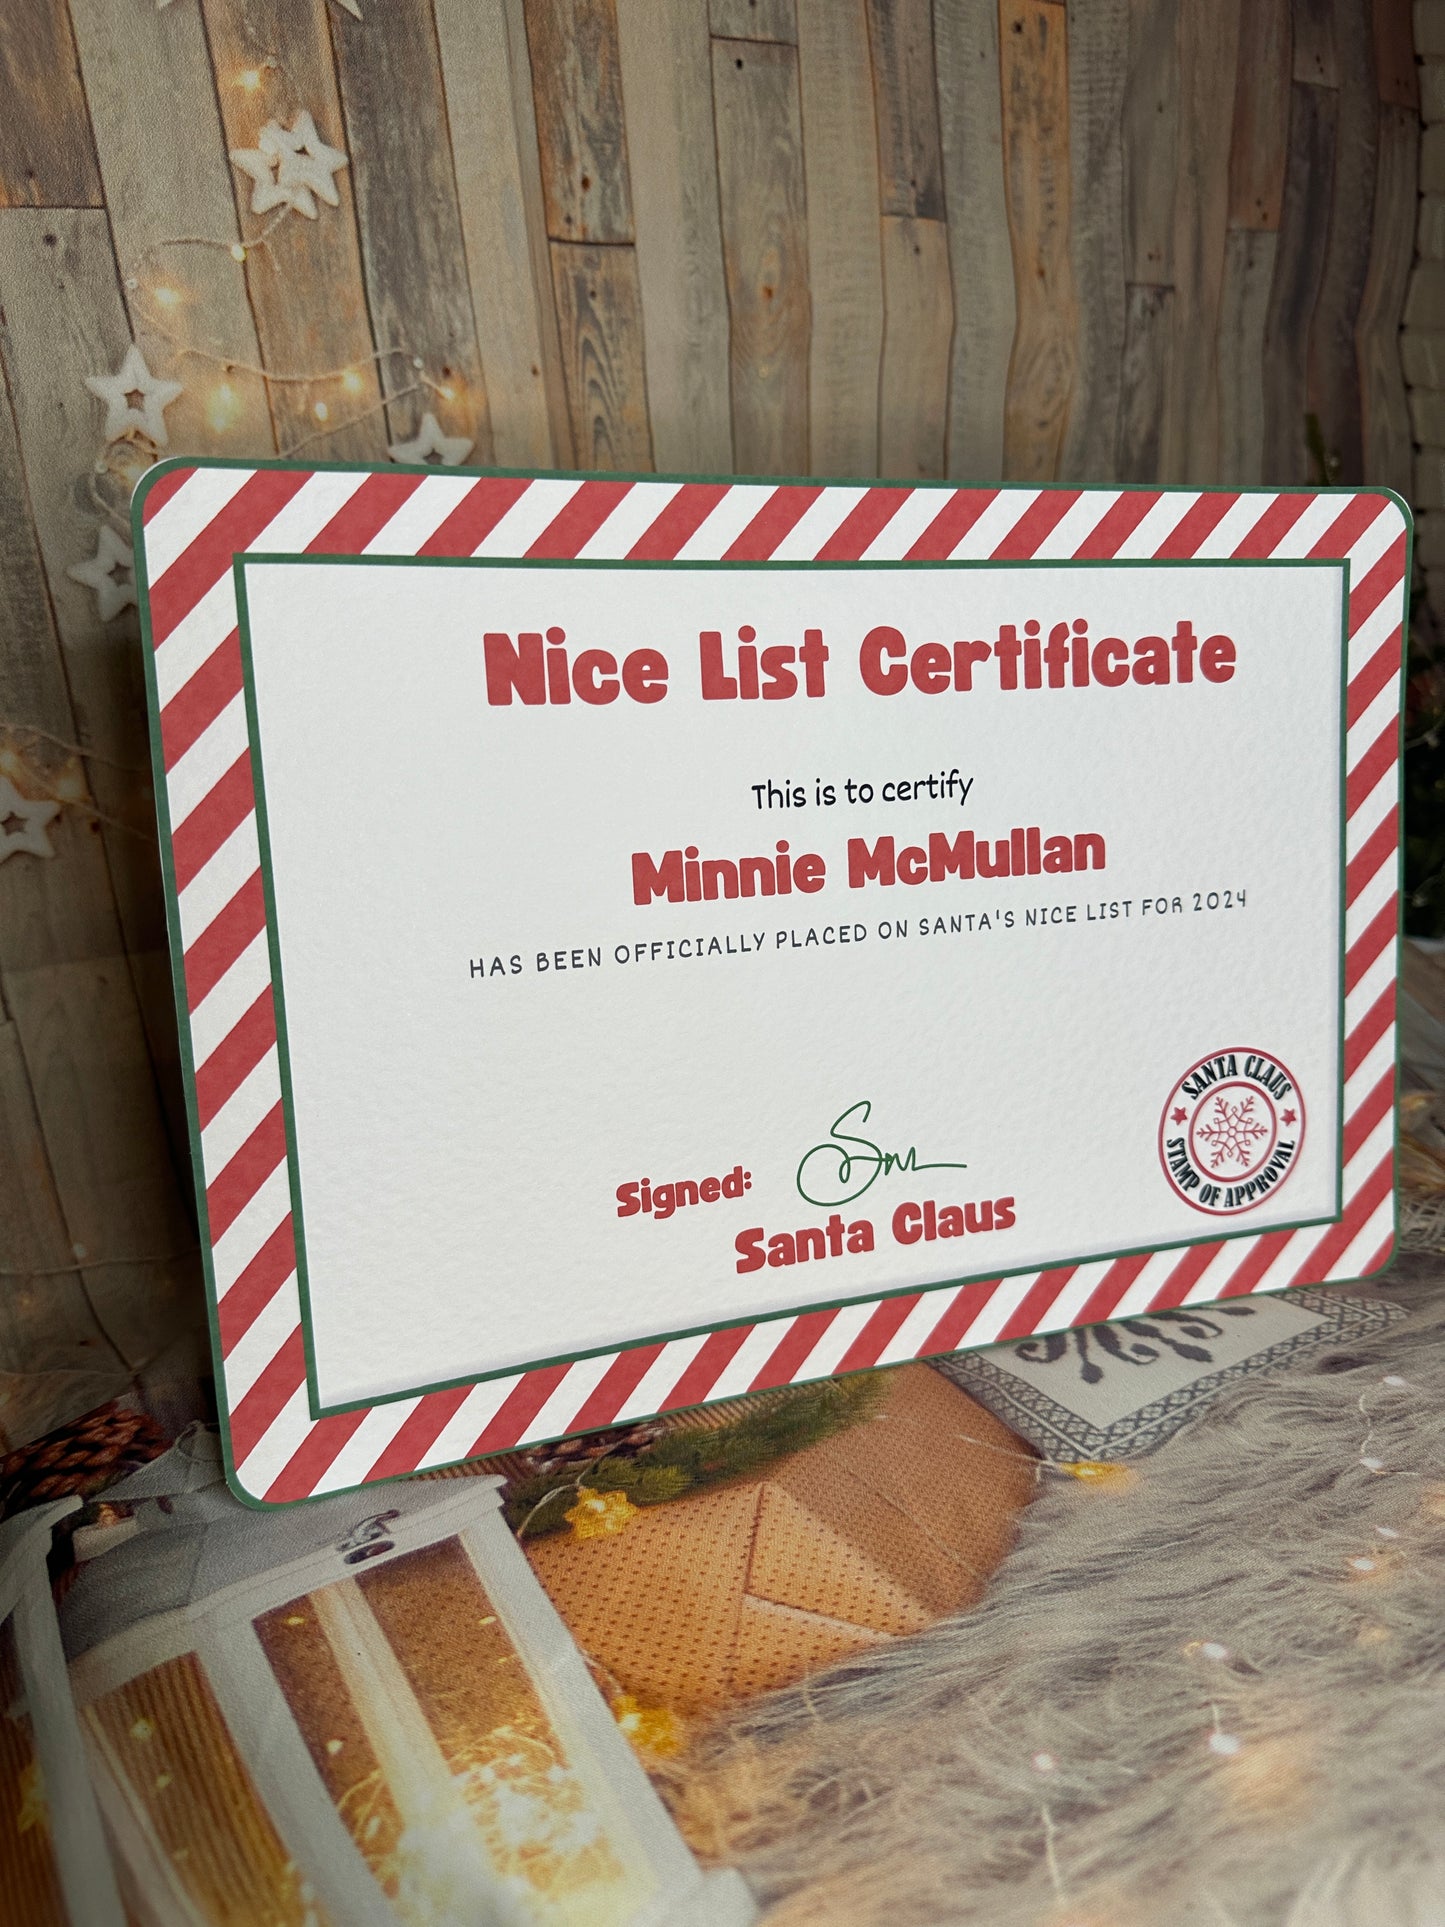 Nice List Certificate
This is to certify
Minnie McMullan
HAS BEEN OFFICIALLY PLACED ON SANTA'S NICE LIST FOR 2024
Signed:
Santa Claus
SANTA CLAUS
STAMP OF APPROVAL